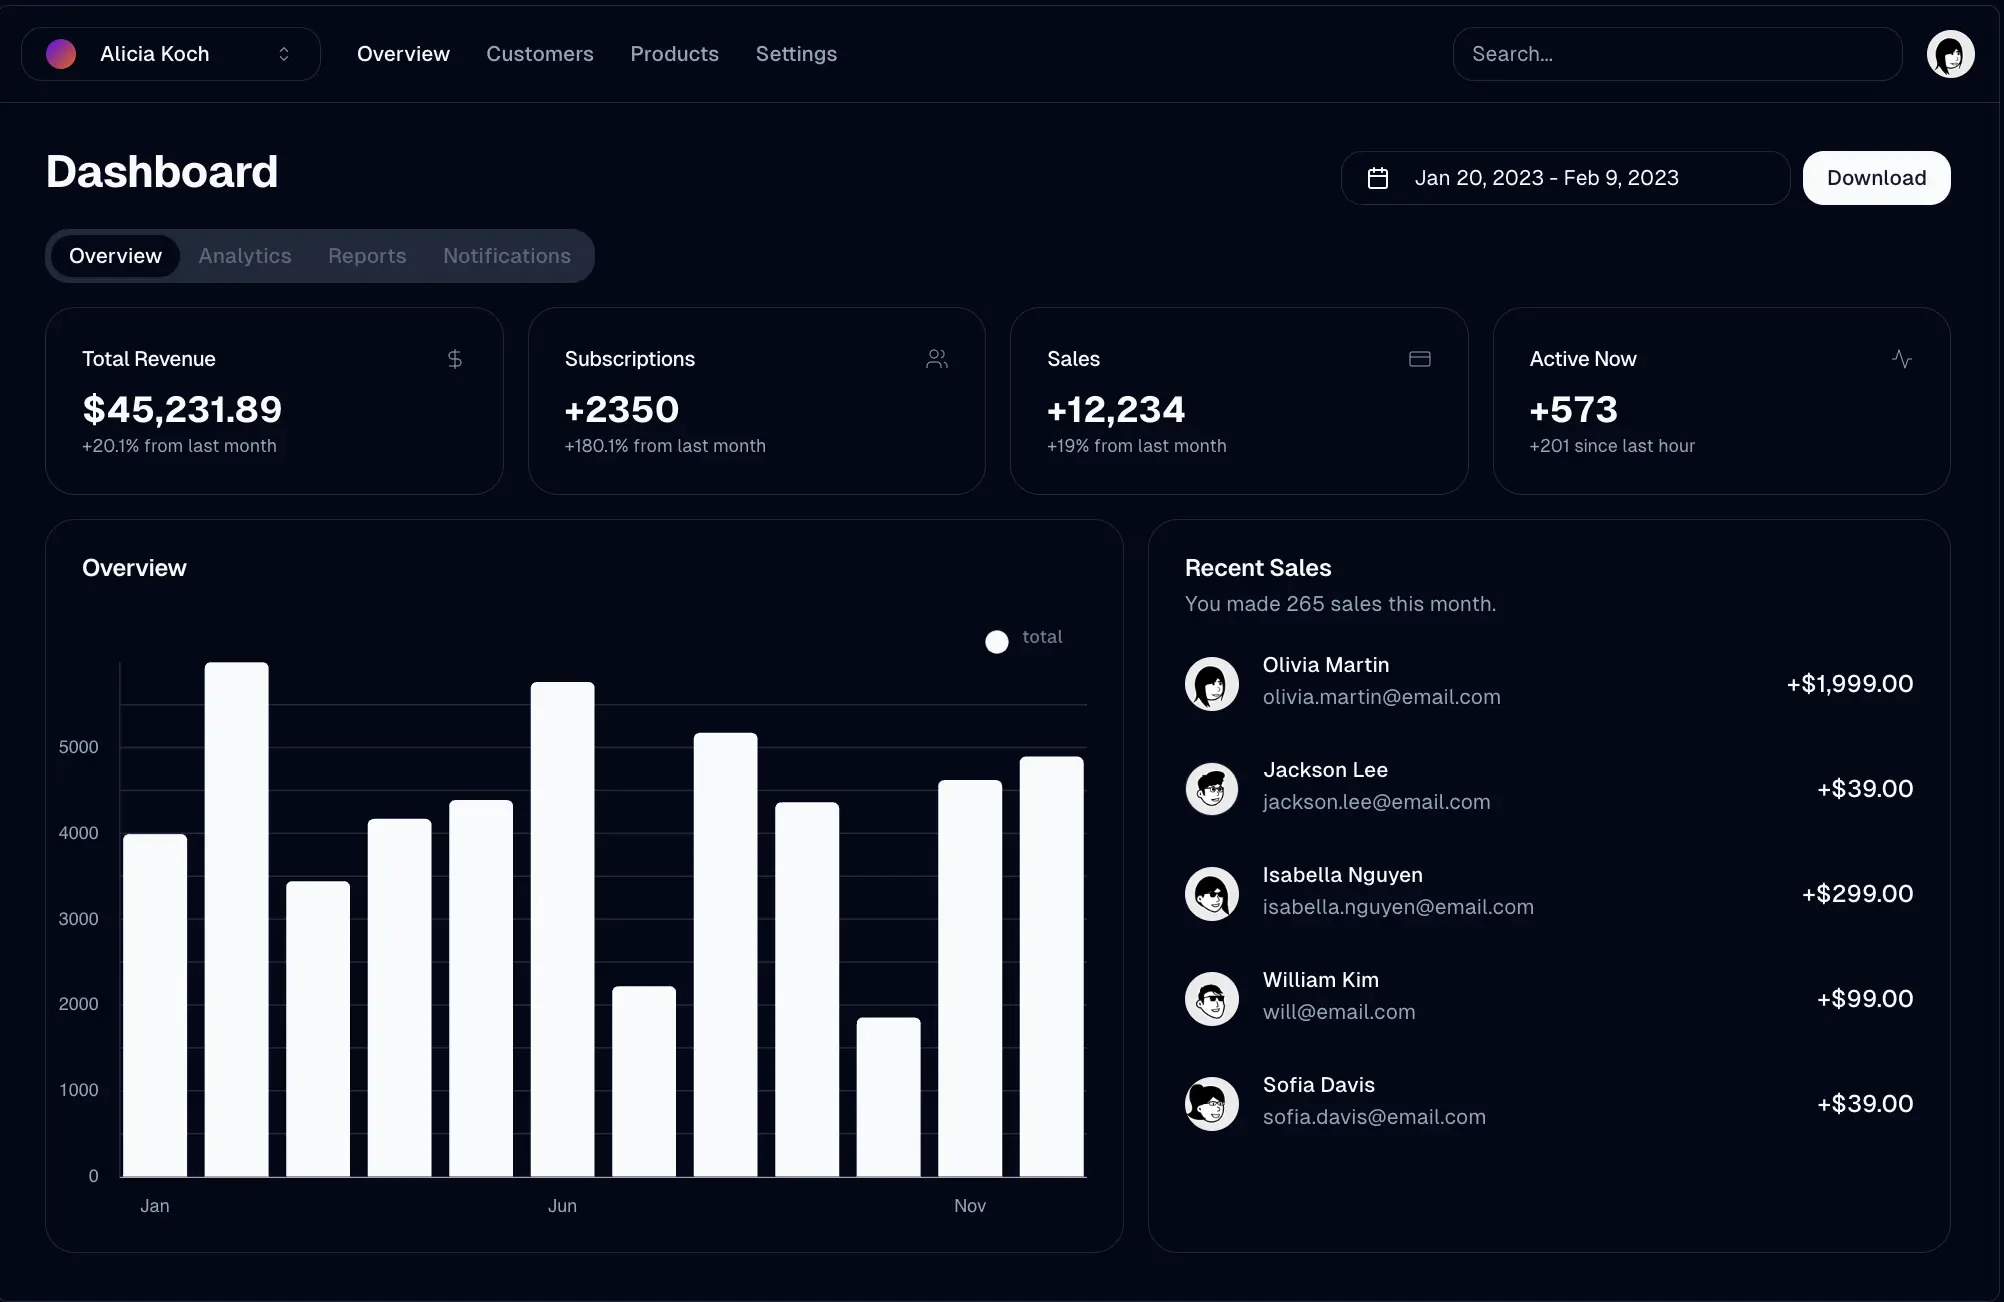 Alicia Koch
Overview Customers Products Settings
Search...
Dashboard
Jan 20, 2023 - Feb 9, 2023
Download
Overview Analytics Reports Notifications
Total Revenue
$45,231.89
+20.1% from last month
Subscriptions
+2350
+180.1% from last month
Sales
+12,234
+19% from last month
Active Now
+573
+201 since last hour
Overview
total
5000
4000
3000
2000
1000
0
Jan Jun Nov
Recent Sales
You made 265 sales this month.
Olivia Martin
olivia.martin@email.com
+$1,999.00
Jackson Lee
jackson.lee@email.com
+$39.00
Isabella Nguyen
isabella.nguyen@email.com
+$299.00
William Kim
will@email.com
+$99.00
Sofia Davis
sofia.davis@email.com
+$39.00